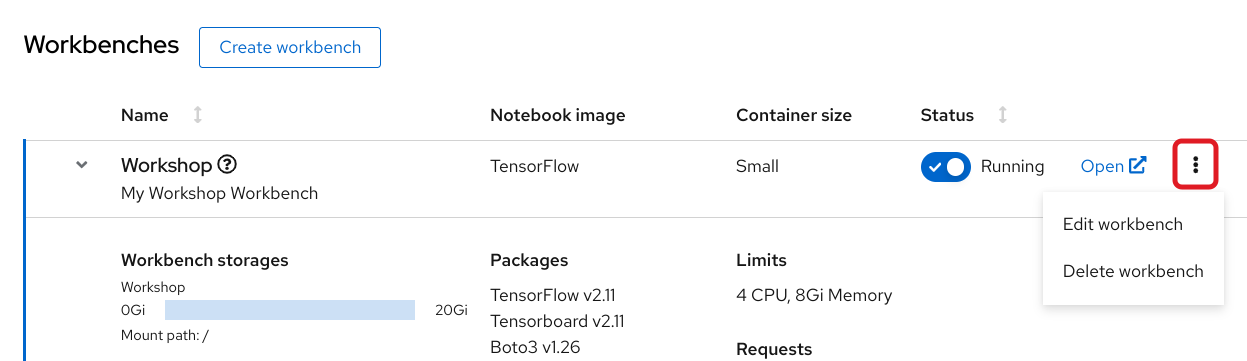 Workbenches Create workbench
Name Notebook image Container size Status
Workshop TensorFlow Small Running Open
My Workshop Workbench
Edit workbench
Delete workbench
Workbench storages Packages Limits
Workshop
TensorFlow v2.11 4 CPU, 8Gi Memory
0Gi 20Gi
Tensorboard v2.11
Mount path: /
Boto3 v1.26 Requests